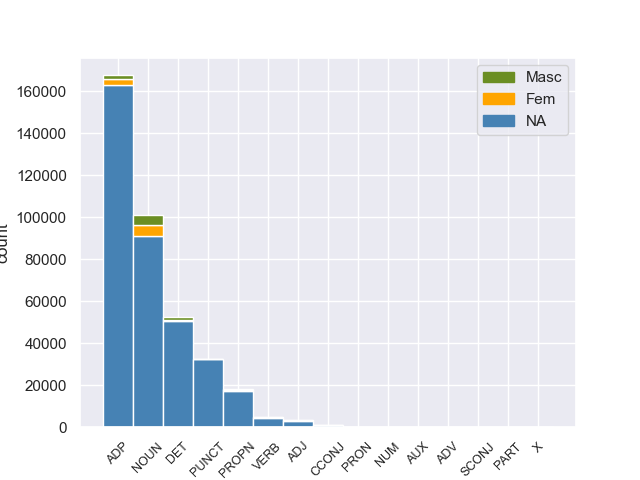 Masc
Fem
NA
160000
140000
120000
100000
80000
60000
40000
20000
0
count
ADP
NOUN
DET
PUNCT
PROPN
VERB
ADJ
CCONJ
PRON
NUM
AUX
ADV
SCONJ
PART
X